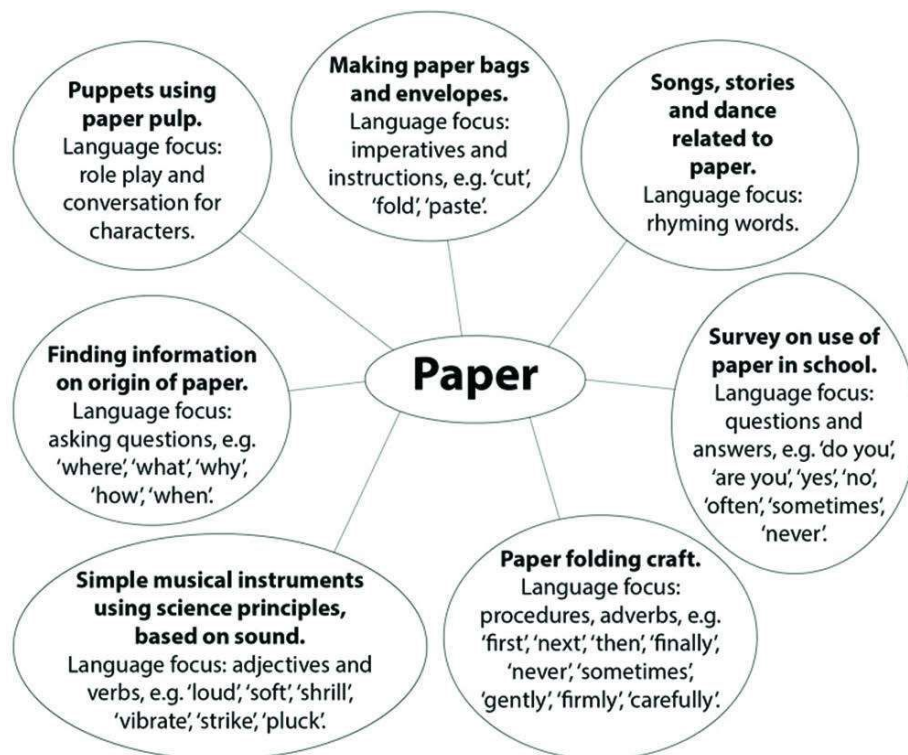 Puppets using
paper pulp.
Language focus:
role play and
conversation for
characters.
Making paper bags
and envelopes.
Language focus:
imperatives and
instructions, e.g. ‘cut’,
‘fold’, ‘paste’.
Songs, stories
and dance
related to
paper.
Language focus:
rhyming words.
Finding information
on origin of paper.
Language focus:
asking questions, e.g.
‘where’, ‘what’, ‘why’,
‘how’, ‘when’.
Paper
Survey on use of
paper in school.
Language focus:
questions and
answers, e.g. ‘do you’,
‘are you’, ‘yes’, ‘no’,
‘often’, ‘sometimes’,
‘never’.
Simple musical instruments
using science principles,
based on sound.
Language focus: adjectives and
verbs, e.g. ‘loud’, ‘soft’, ‘shrill’,
‘vibrate’, ‘strike’, ‘pluck’.
Paper folding craft.
Language focus:
procedures, adverbs, e.g.
‘first’, ‘next’, ‘then’, ‘finally’,
‘never’, ‘sometimes’,
‘gently’, ‘firmly’, ‘carefully’.